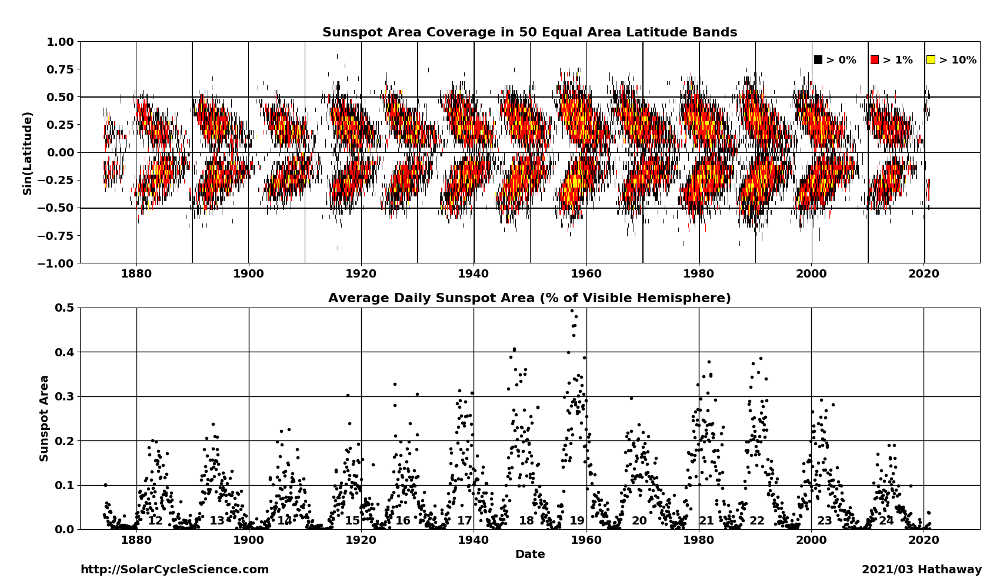 Sunspot Area Coverage in 50 Equal Area Latitude Bands
1.00
> 0% > 1% > 10%
0.75
0.50
0.25
0.00
−0.25
−0.50
−0.75
−1.00
Sin(Latitude)
1880 1900 1920 1940 1960 1980 2000 2020
Average Daily Sunspot Area (% of Visible Hemisphere)
0.5
0.4
0.3
0.2
0.1
0.0
Sunspot Area
12 13 14 15 16 17 18 19 20 21 22 23 24
1880 1900 1920 1940 1960 1980 2000 2020
Date
http://SolarCycleScience.com
2021/03 Hathaway